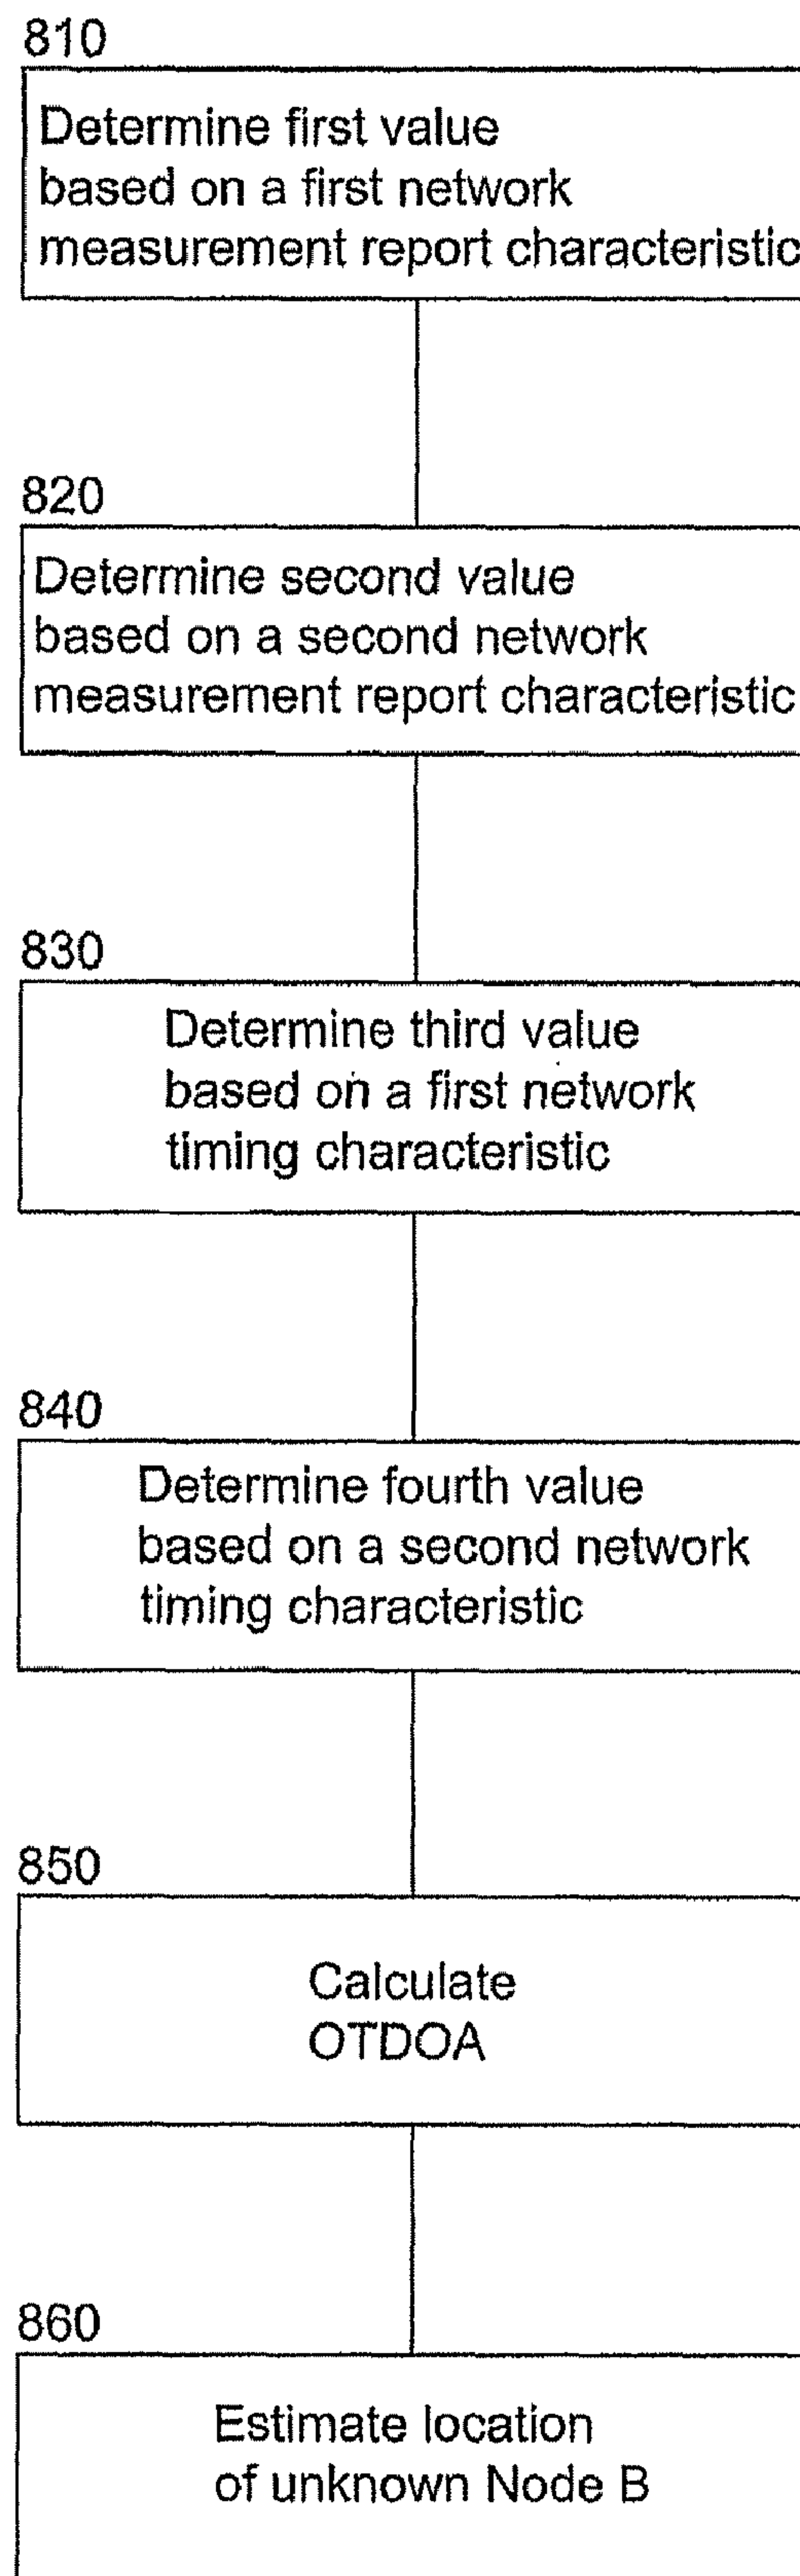 810
Determine first value
based on a first network
measurement report characteristic
820
Determine second value
based on a second network
measurement report characteristic
830
Determine third value
based on a first network
timing characteristic
840
Determine fourth value
based on a second network
timing characteristic
850
Calculate
OTDOA
860
Estimate location
of unknown Node B